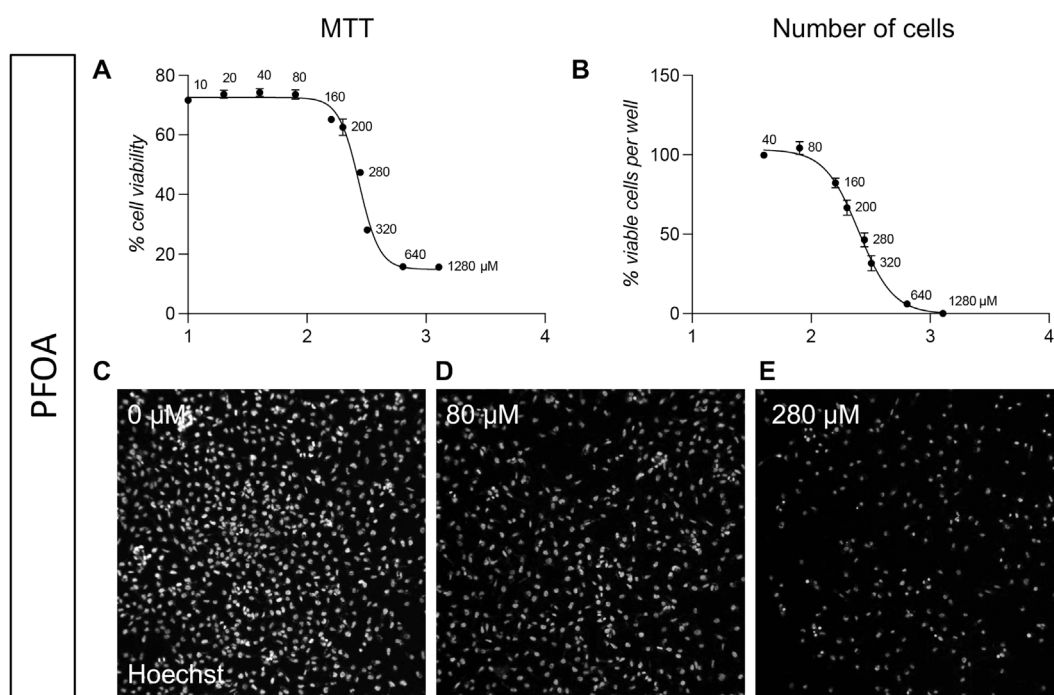 MTT
Number of cells
PFOA
A
% cell viability
80
60
40
20
0
10
20
40
80
160
200
280
320
640
1280 µM
1
2
3
4
B
% viable cells per well
150
100
50
0
40
80
160
200
280
320
640
1280 µM
1
2
3
4
C
0 µM
Hoechst
D
80 µM
E
280 µM